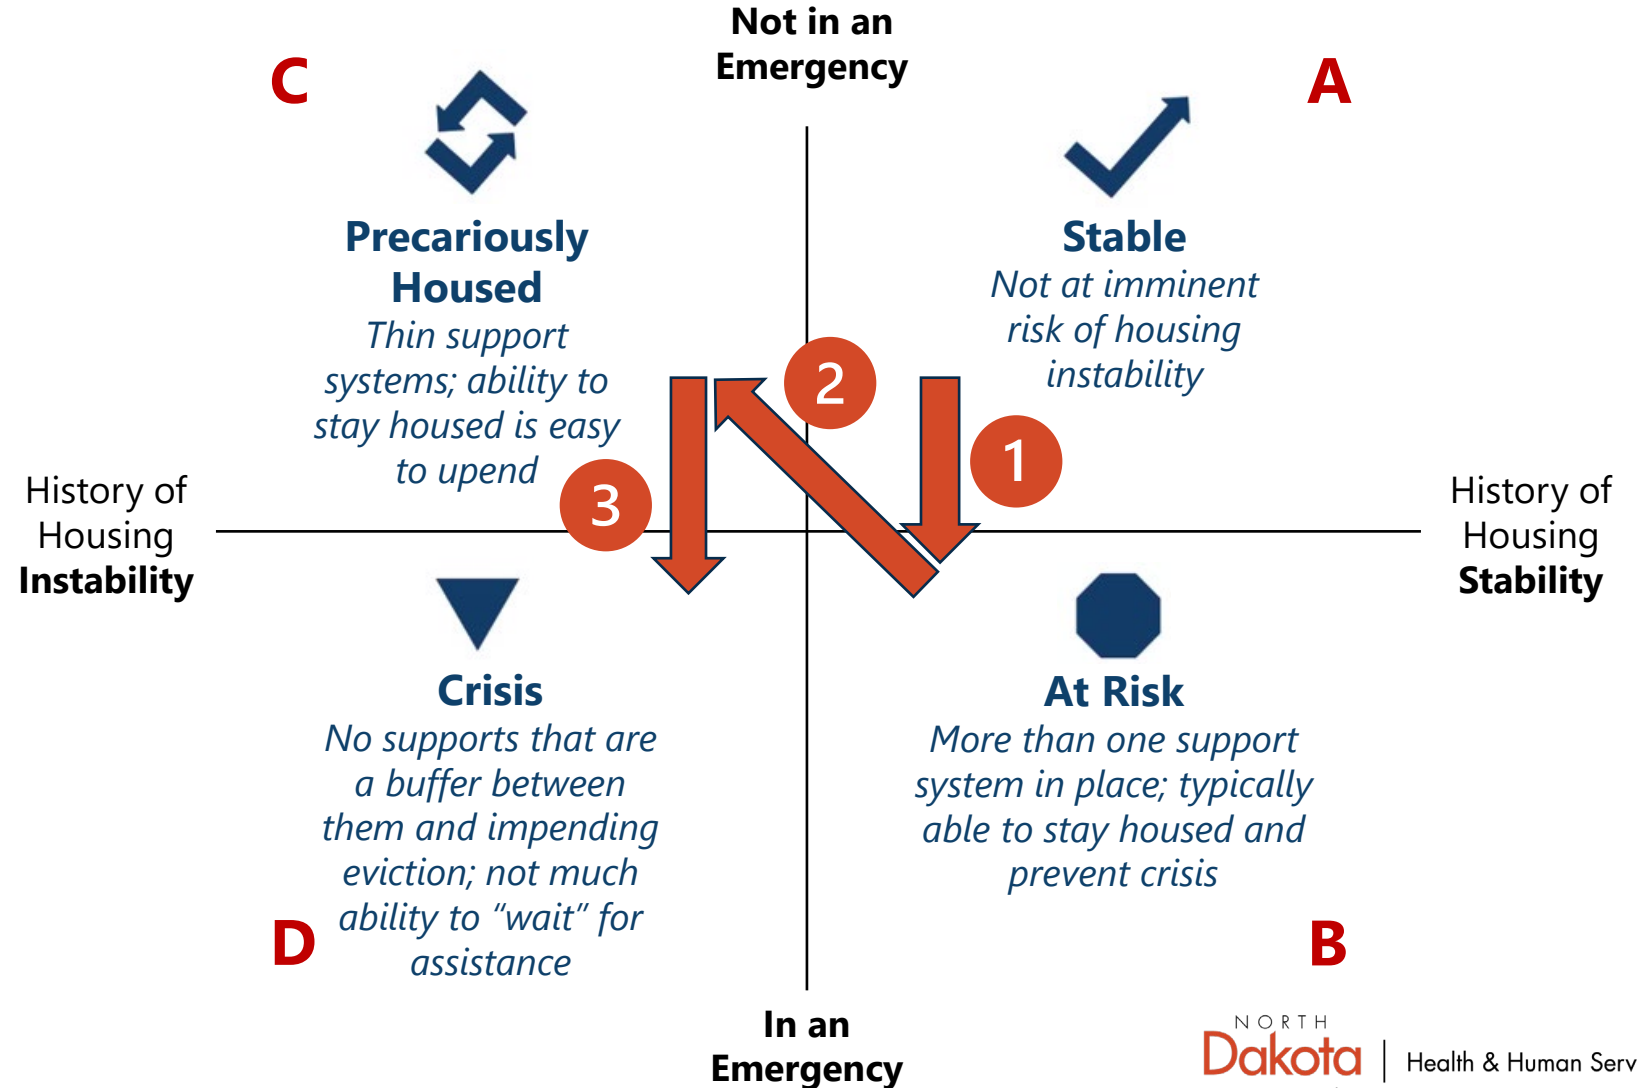 Not in an
Emergency
C
A
Precariously
Housed
Thin support
systems; ability to
stay housed is easy
to upend
Stable
Not at imminent
risk of housing
instability
2
1
3
History of
Housing
Instability
History of
Housing
Stability
Crisis
No supports that are
a buffer between
them and impending
eviction; not much
ability to “wait” for
assistance
D
At Risk
More than one support
system in place; typically
able to stay housed and
prevent crisis
B
In an
Emergency
NORTH
Dakota
Health & Human Serv